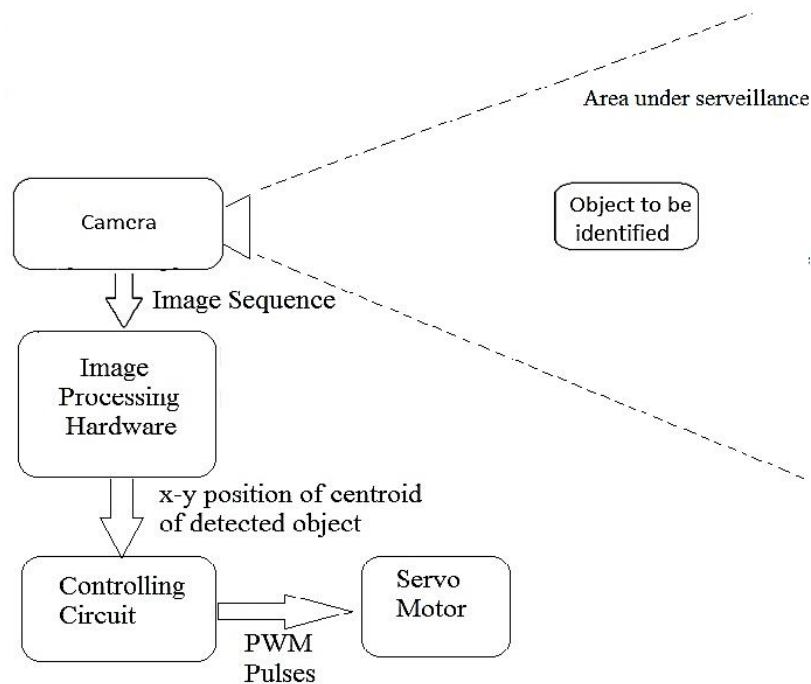 Area under serveillance
Camera
Object to be
identified
Image Sequence
Image
Processing
Hardware
x-y position of centroid
of detected object
Controlling
Circuit
Servo
Motor
PWM
Pulses